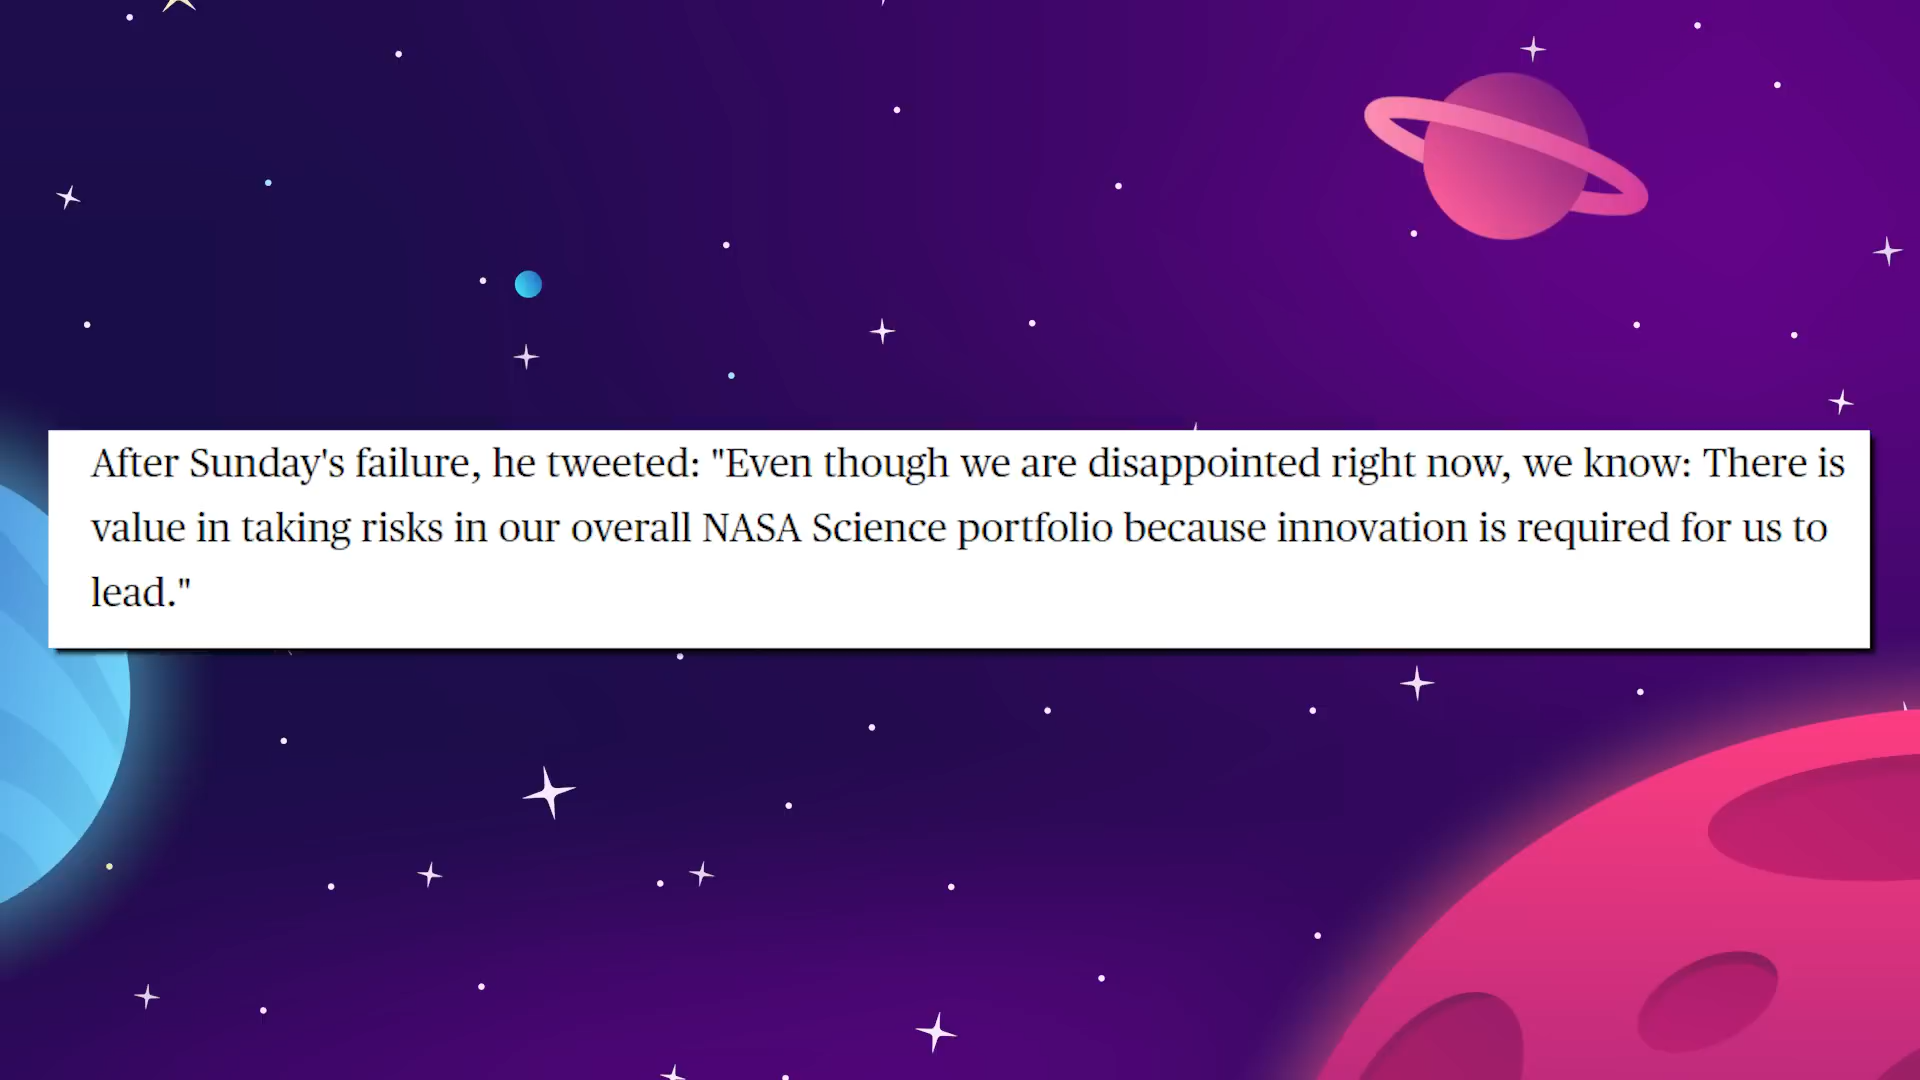 After Sunday's failure, he tweeted: "Even though we are disappointed right now, we know: There is
value in taking risks in our overall NASA Science portfolio because innovation is required for us to
lead."